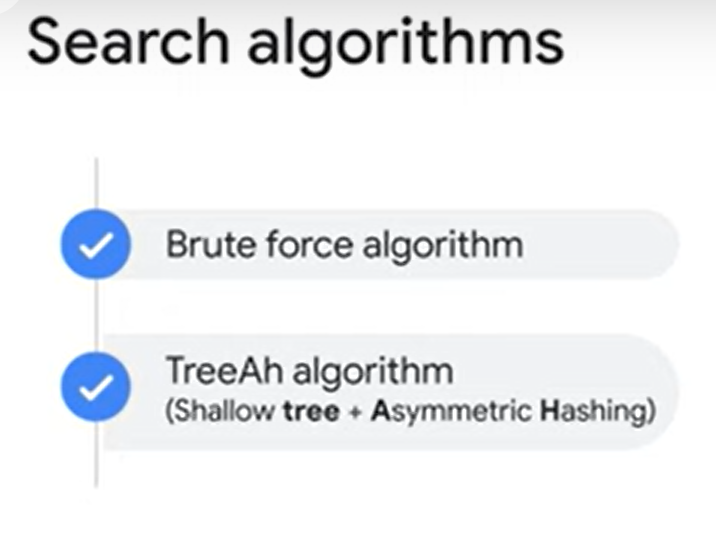 Search algorithms
Brute force algorithm
TreeAh algorithm
(Shallow tree + Asymmetric Hashing)